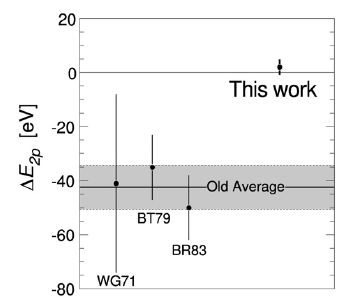 20
0
-20
-40
-60
-80
ΔE2p [eV]
This work
Old Average
BT79
BR83
WG71